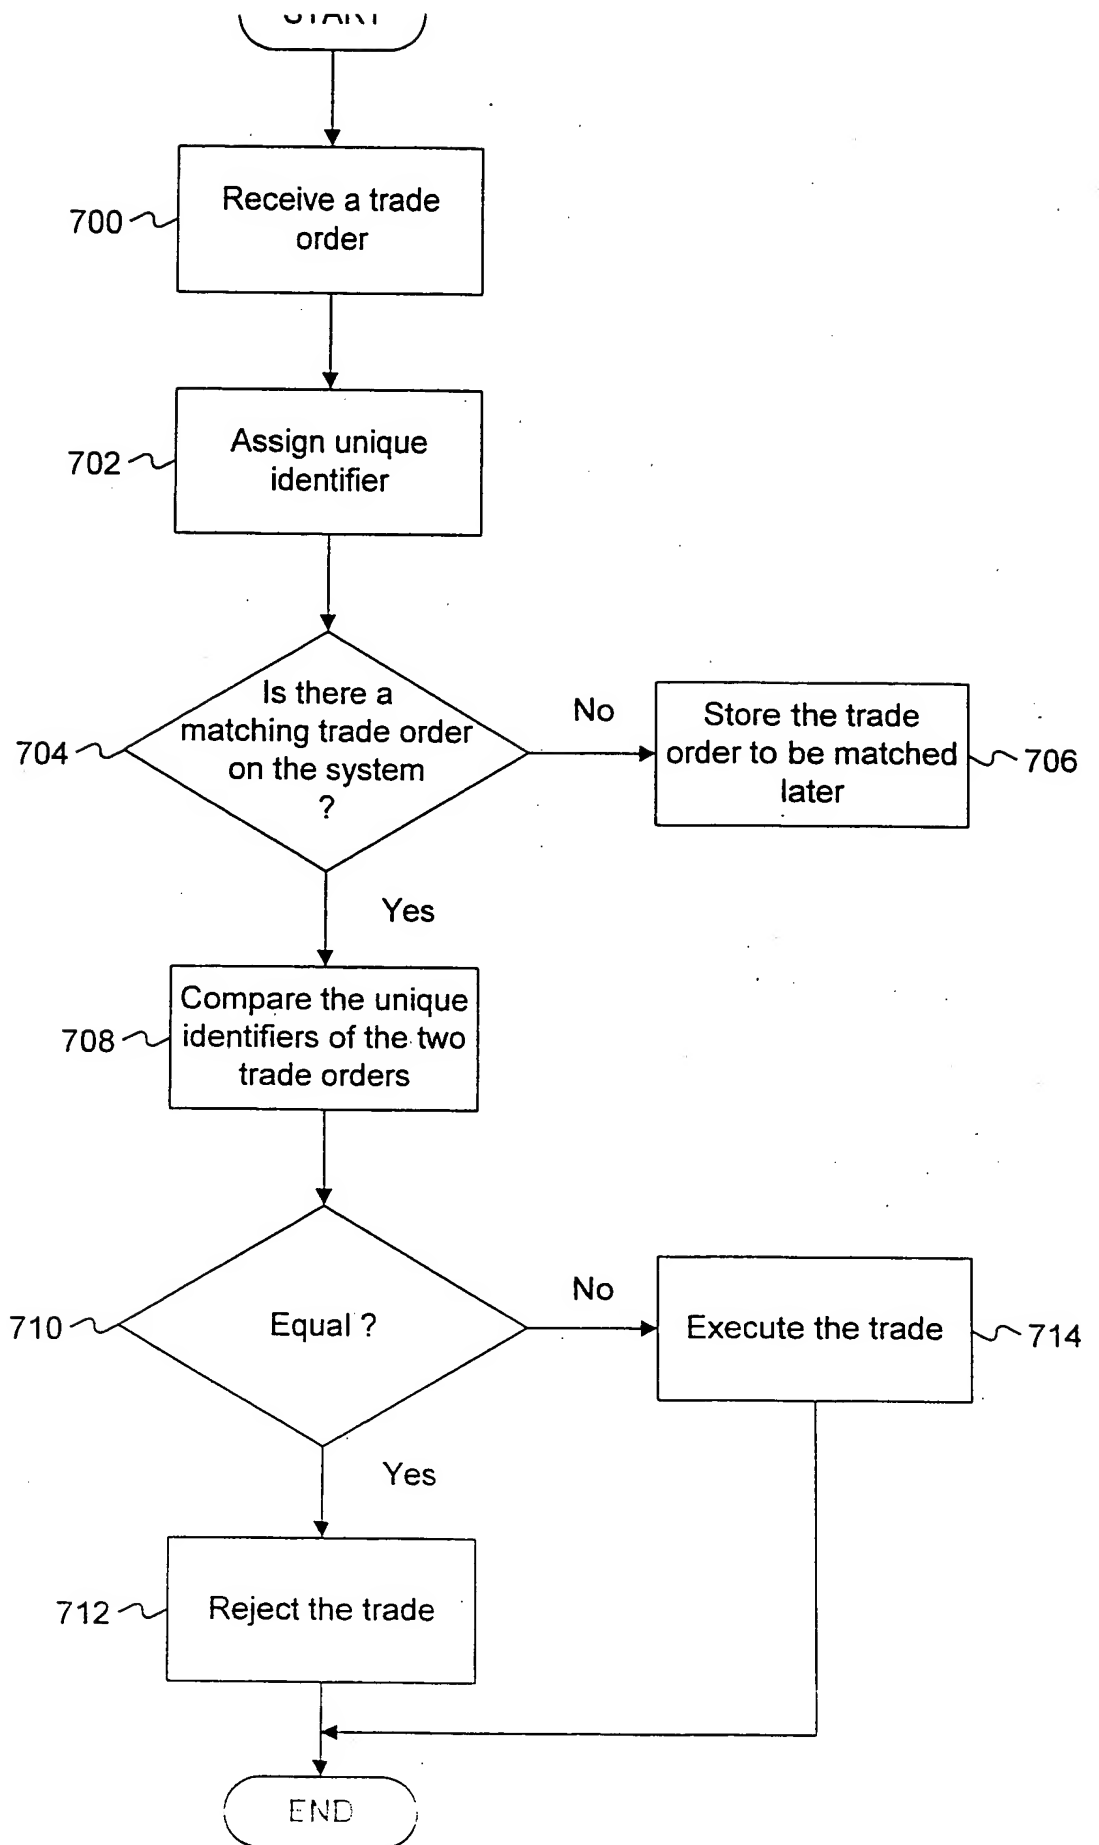 START
Receive a trade
order
700
Assign unique
identifier
702
Is there a
matching trade order
on the system
?
704
No
Store the trade
order to be matched
later
706
Yes
Compare the unique
identifiers of the two
trade orders
708
Equal ?
710
No
Execute the trade
714
Yes
Reject the trade
712
END